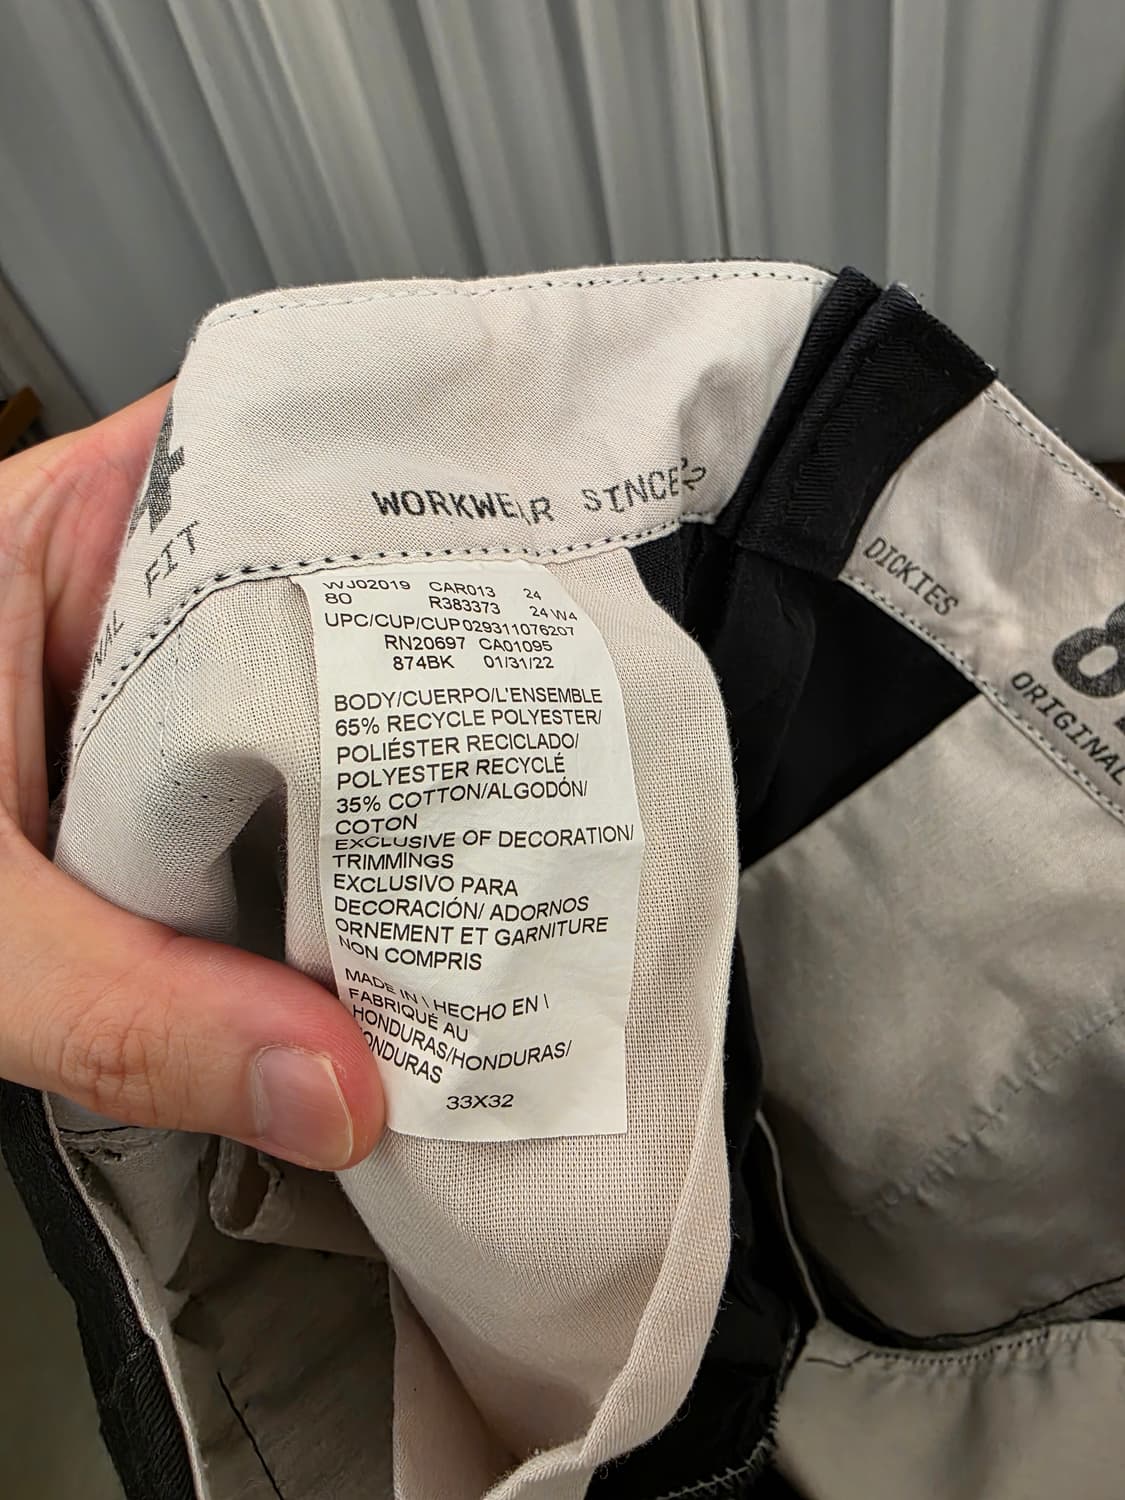 WORKWEAR SINCE
FIT
NAL
DICKIES
8
ORIGINAL
WJ02019 CAR013 24
80 R383373 24 W4
UPC/CUP/CUP 029311076207
RN20697 CA01095
874BK 01/31/22
BODY/CUERPO/L'ENSEMBLE
65% RECYCLE POLYESTER/
POLIÉSTER RECICLADO/
POLYESTER RECYCLÉ
35% COTTON/ALGODÓN/
COTON
EXCLUSIVE OF DECORATION/
TRIMMINGS
EXCLUSIVO PARA
DECORACIÓN/ ADORNOS
ORNEMENT ET GARNITURE
NON COMPRIS
MADE IN \ HECHO EN \
FABRIQUÉ AU
HONDURAS/HONDURAS/
ONDURAS
33X32